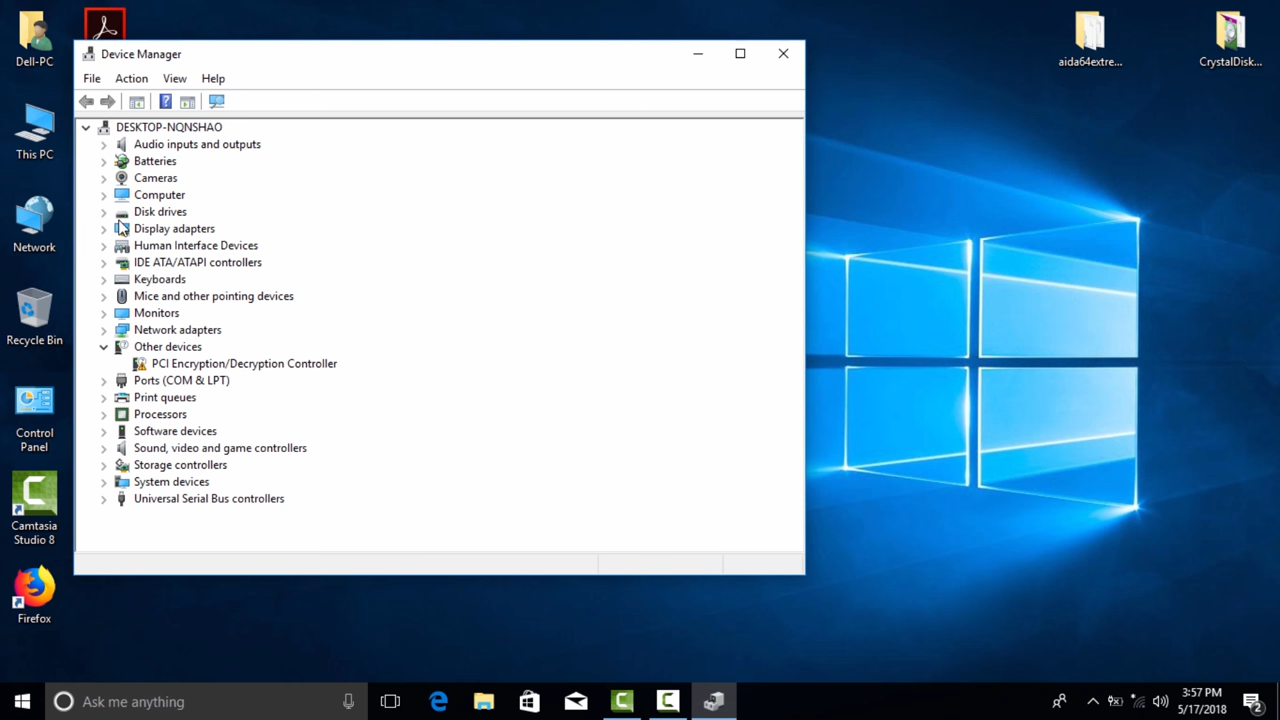 Dell-PC
This PC
Network
Recycle Bin
Control
Panel
Camtasia
Studio 8
Firefox
Device Manager
File Action View Help
DESKTOP-NQNSHAO
Audio inputs and outputs
Batteries
Cameras
Computer
Disk drives
Display adapters
Human Interface Devices
IDE ATA/ATAPI controllers
Keyboards
Mice and other pointing devices
Monitors
Network adapters
Other devices
PCI Encryption/Decryption Controller
Ports (COM & LPT)
Print queues
Processors
Software devices
Sound, video and game controllers
Storage controllers
System devices
Universal Serial Bus controllers
aida64extre...
CrystalDisk...
Ask me anything
3:57 PM
5/17/2018
2